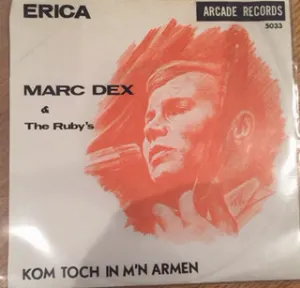 ERICA
ARCADE RECORDS
5033
MARC DEX
&
The Ruby's
KOM TOCH IN M'N ARMEN